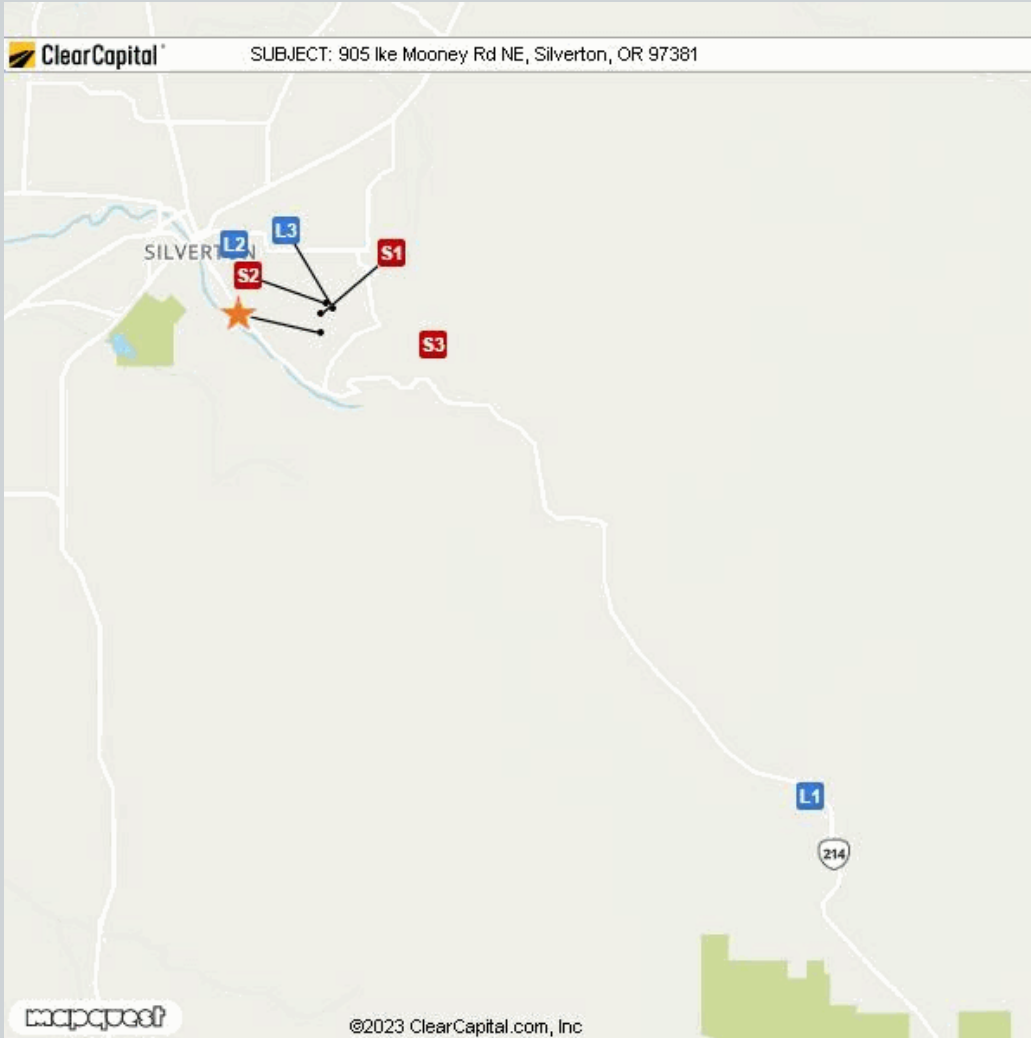 ClearCapital SUBJECT: 905 Ike Mooney Rd NE, Silverton, OR 97381
L3
L2
SILVERTON
S1
S2
S3
L1
214
mapquest
©2023 ClearCapital.com, Inc